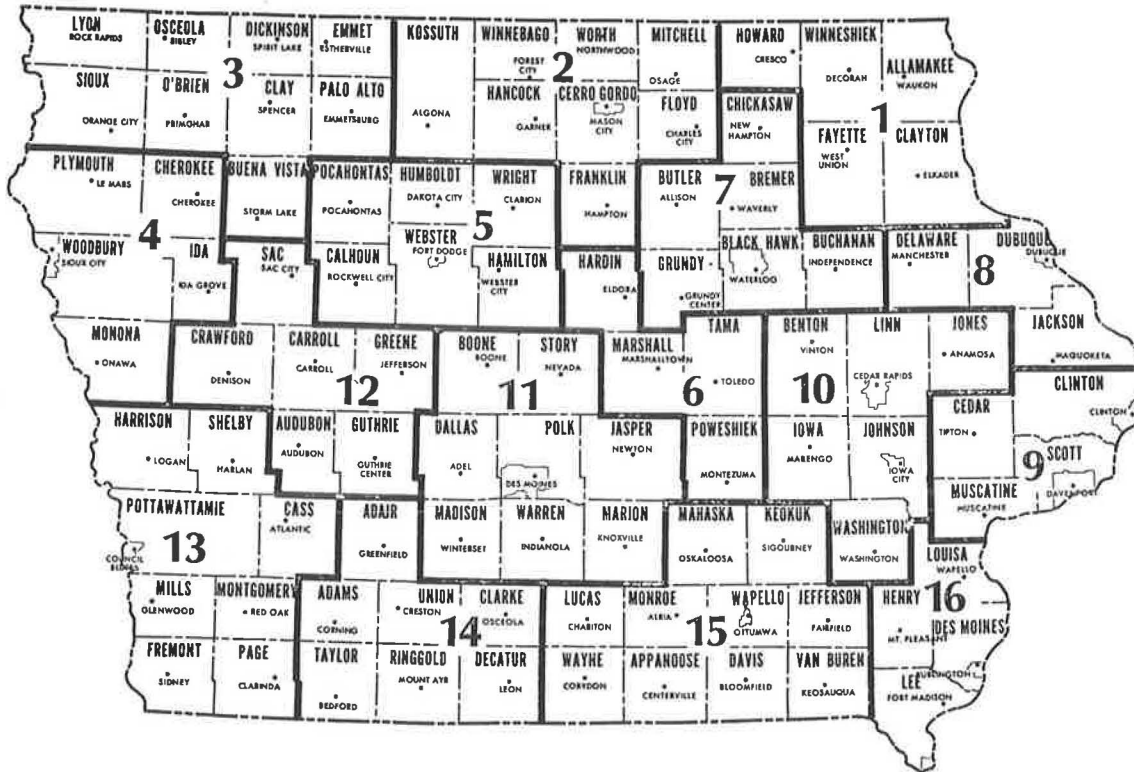 LYON
ROCK RAPIDS
OSCEOLA
SIBLEY
DICKINSON
SPIRIT LAKE
EMMET
ESTHERVILLE
KOSSUTH
ALGONA
WINNEBAGO
FOREST
CITY
WORTH
NORTHWOOD
MITCHELL
OSAGE
HOWARD
CRESCO
WINNESHIEK
DECORAH
ALLAMAKEE
WAUKON
3
2
1
SIOUX
ORANGE CITY
O'BRIEN
PRIMGHAR
CLAY
SPENCER
PALO ALTO
EMMETSBURG
HANCOCK
GARNER
CERRO GORDO
MASON
CITY
FLOYD
CHARLES
CITY
CHICKASAW
NEW
HAMPTON
FAYETTE
WEST
UNION
CLAYTON
ELKADER
PLYMOUTH
LE MARS
CHEROKEE
CHEROKEE
BUENA VISTA
STORM LAKE
POCAHONTAS
POCAHONTAS
HUMBOLDT
DAKOTA CITY
WRIGHT
CLARION
FRANKLIN
HAMPTON
BUTLER
ALLISON
BREMER
WAVERLY
4
5
7
8
WOODBURY
SIOUX CITY
IDA
IDA GROVE
SAC
SAC CITY
CALHOUN
ROCKWELL CITY
WEBSTER
FORT DODGE
HAMILTON
WEBSTER
CITY
HARDIN
ELDORA
GRUNDY
GRUNDY
CENTER
BLACK HAWK
WATERLOO
BUCHANAN
INDEPENDENCE
DELAWARE
MANCHESTER
DUBUQUE
DUBUQUE
MONONA
ONAWA
CRAWFORD
DENISON
CARROLL
CARROLL
GREENE
JEFFERSON
BOONE
BOONE
STORY
NEVADA
MARSHALL
MARSHALLTOWN
TAMA
TOLEDO
BENTON
VINTON
LINN
CEDAR RAPIDS
JONES
ANAMOSA
JACKSON
MAQUOKETA
12
11
6
10
9
HARRISON
LOGAN
SHELBY
HARLAN
AUDUBON
AUDUBON
GUTHRIE
GUTHRIE
CENTER
DALLAS
ADEL
POLK
DES MOINES
JASPER
NEWTON
POWESHIEK
MONTEZUMA
IOWA
MARENGO
JOHNSON
IOWA
CITY
CEDAR
TIPTON
CLINTON
CLINTON
SCOTT
DAVENPORT
MUSCATINE
MUSCATINE
POTTAWATTAMIE
COUNCIL
BLUFFS
CASS
ATLANTIC
ADAIR
GREENFIELD
MADISON
WINTERSET
WARREN
INDIANOLA
MARION
KNOXVILLE
MAHASKA
OSKALOOSA
KEOKUK
SIGOURNEY
WASHINGTON
WASHINGTON
LOUISA
WAPELLO
13
14
15
16
MILLS
GLENWOOD
MONTGOMERY
RED OAK
ADAMS
CORNING
UNION
CRESTON
CLARKE
OSCEOLA
LUCAS
CHARITON
MONROE
ALBIA
WAPELLO
OTTUMWA
JEFFERSON
FAIRFIELD
HENRY
MT. PLEASANT
DES MOINES
BURLINGTON
FREMONT
SIDNEY
PAGE
CLARINDA
TAYLOR
BEDFORD
RINGGOLD
MOUNT AYR
DECATUR
LEON
WAYNE
CORYDON
APPANOOSE
CENTERVILLE
DAVIS
BLOOMFIELD
VAN BUREN
KEOSAUQUA
LEE
FORT MADISON